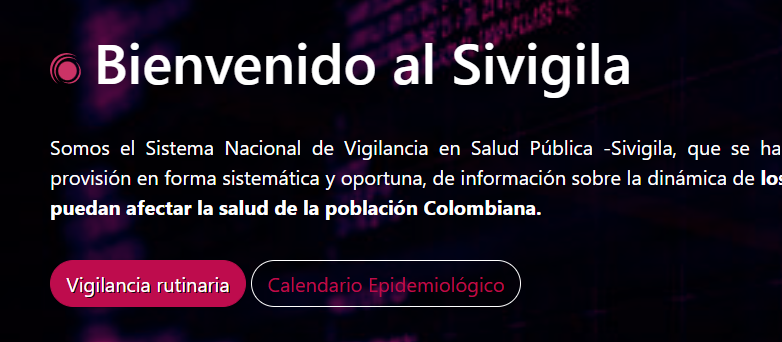 Bienvenido al Sivigila
Somos el Sistema Nacional de Vigilancia en Salud Pública -Sivigila, que se ha
provisión en forma sistemática y oportuna, de información sobre la dinámica de los
puedan afectar la salud de la población Colombiana.
Vigilancia rutinaria Calendario Epidemiológico